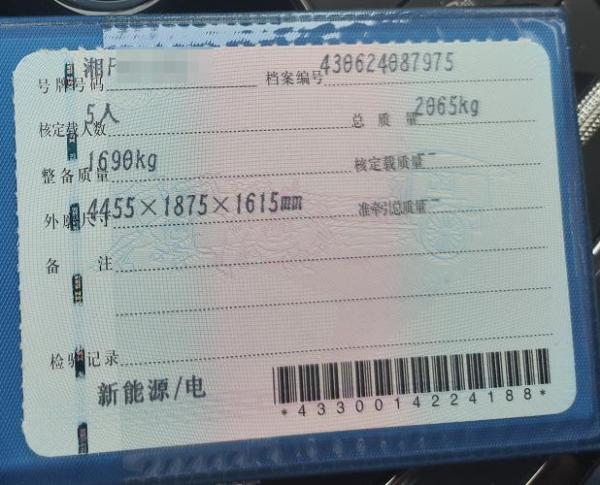 号牌号码 湘F 档案编号 430624087975
核定载人数 5人 总质量 2065kg
整备质量 1690kg 核定载质量 -
外廓尺寸 4455×1875×1615mm 准牵引总质量 -
备注
检验记录
新能源/电
*4330014224188*